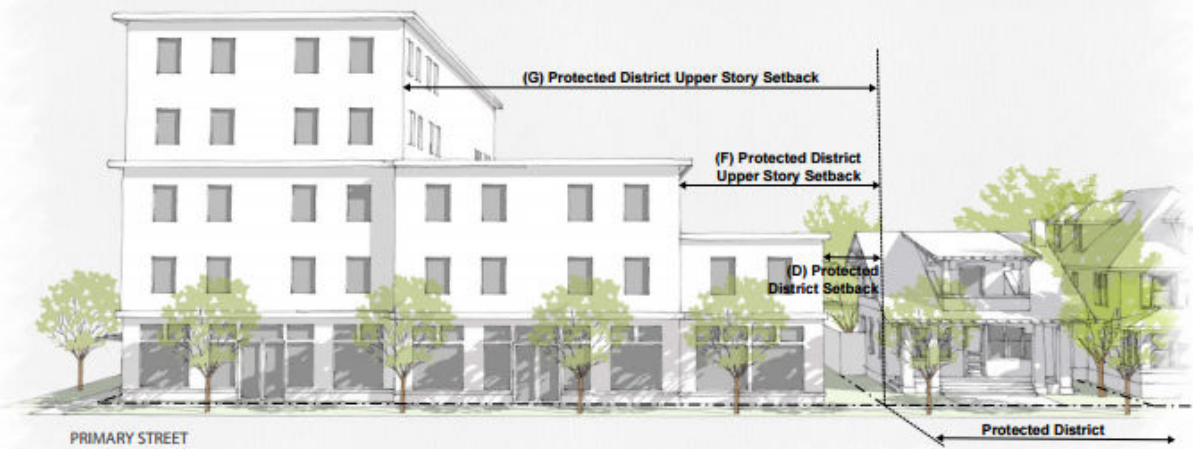 (G) Protected District Upper Story Setback
(F) Protected District
Upper Story Setback
(D) Protected
District Setback
Protected District
PRIMARY STREET